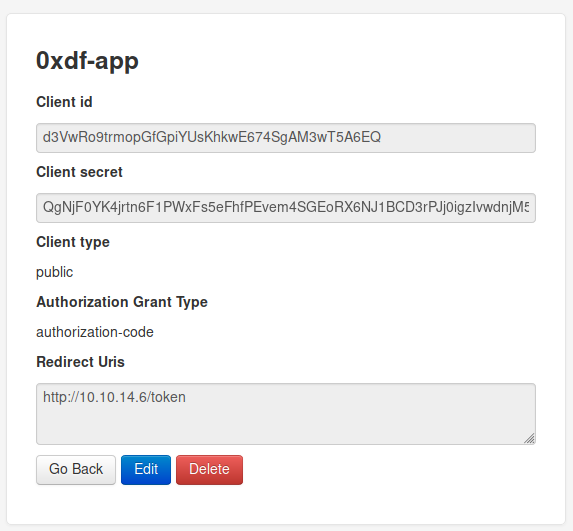 0xdf-app
Client id
d3VwRo9trmopGfGpiYUsKhkwE674SgAM3wT5A6EQ
Client secret
QgNjF0YK4jrtn6F1PWxFs5eFhfPEvem4SGEoRX6NJ1BCD3rPJj0igzIvwdnjM5
Client type
public
Authorization Grant Type
authorization-code
Redirect Uris
http://10.10.14.6/token
Go Back Edit Delete